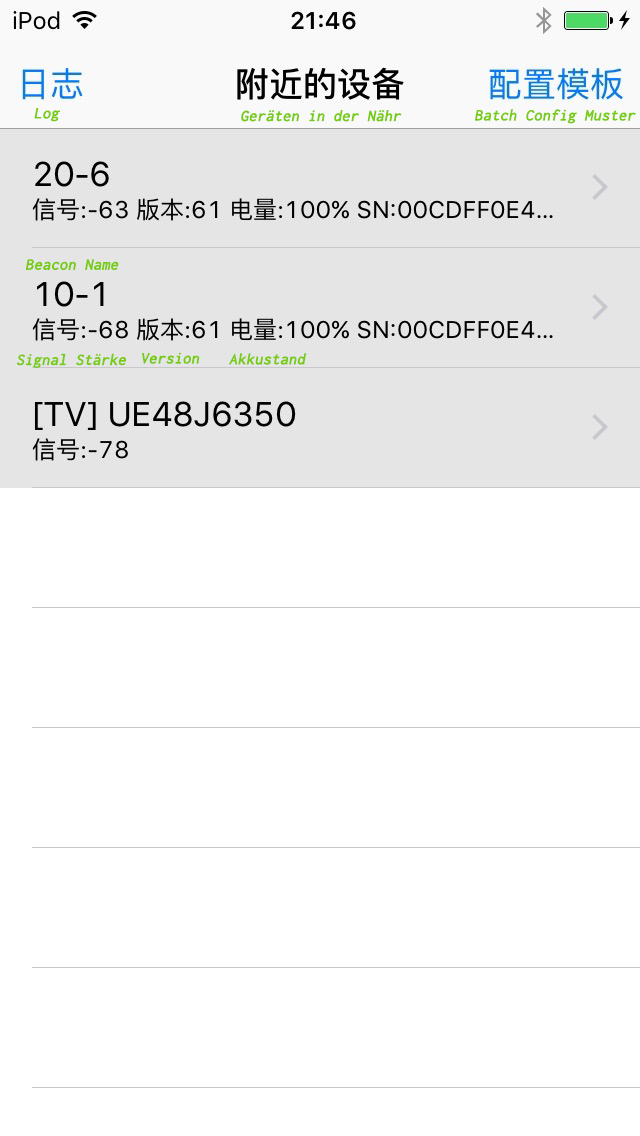 iPod 21:46
日志 附近的设备 配置模板
Log Geräten in der Nähr Batch Config Muster
20-6
信号:-63 版本:61 电量:100% SN:00CDFF0E4...
Beacon Name
10-1
信号:-68 版本:61 电量:100% SN:00CDFF0E4...
Signal Stärke Version Akkustand
[TV] UE48J6350
信号:-78